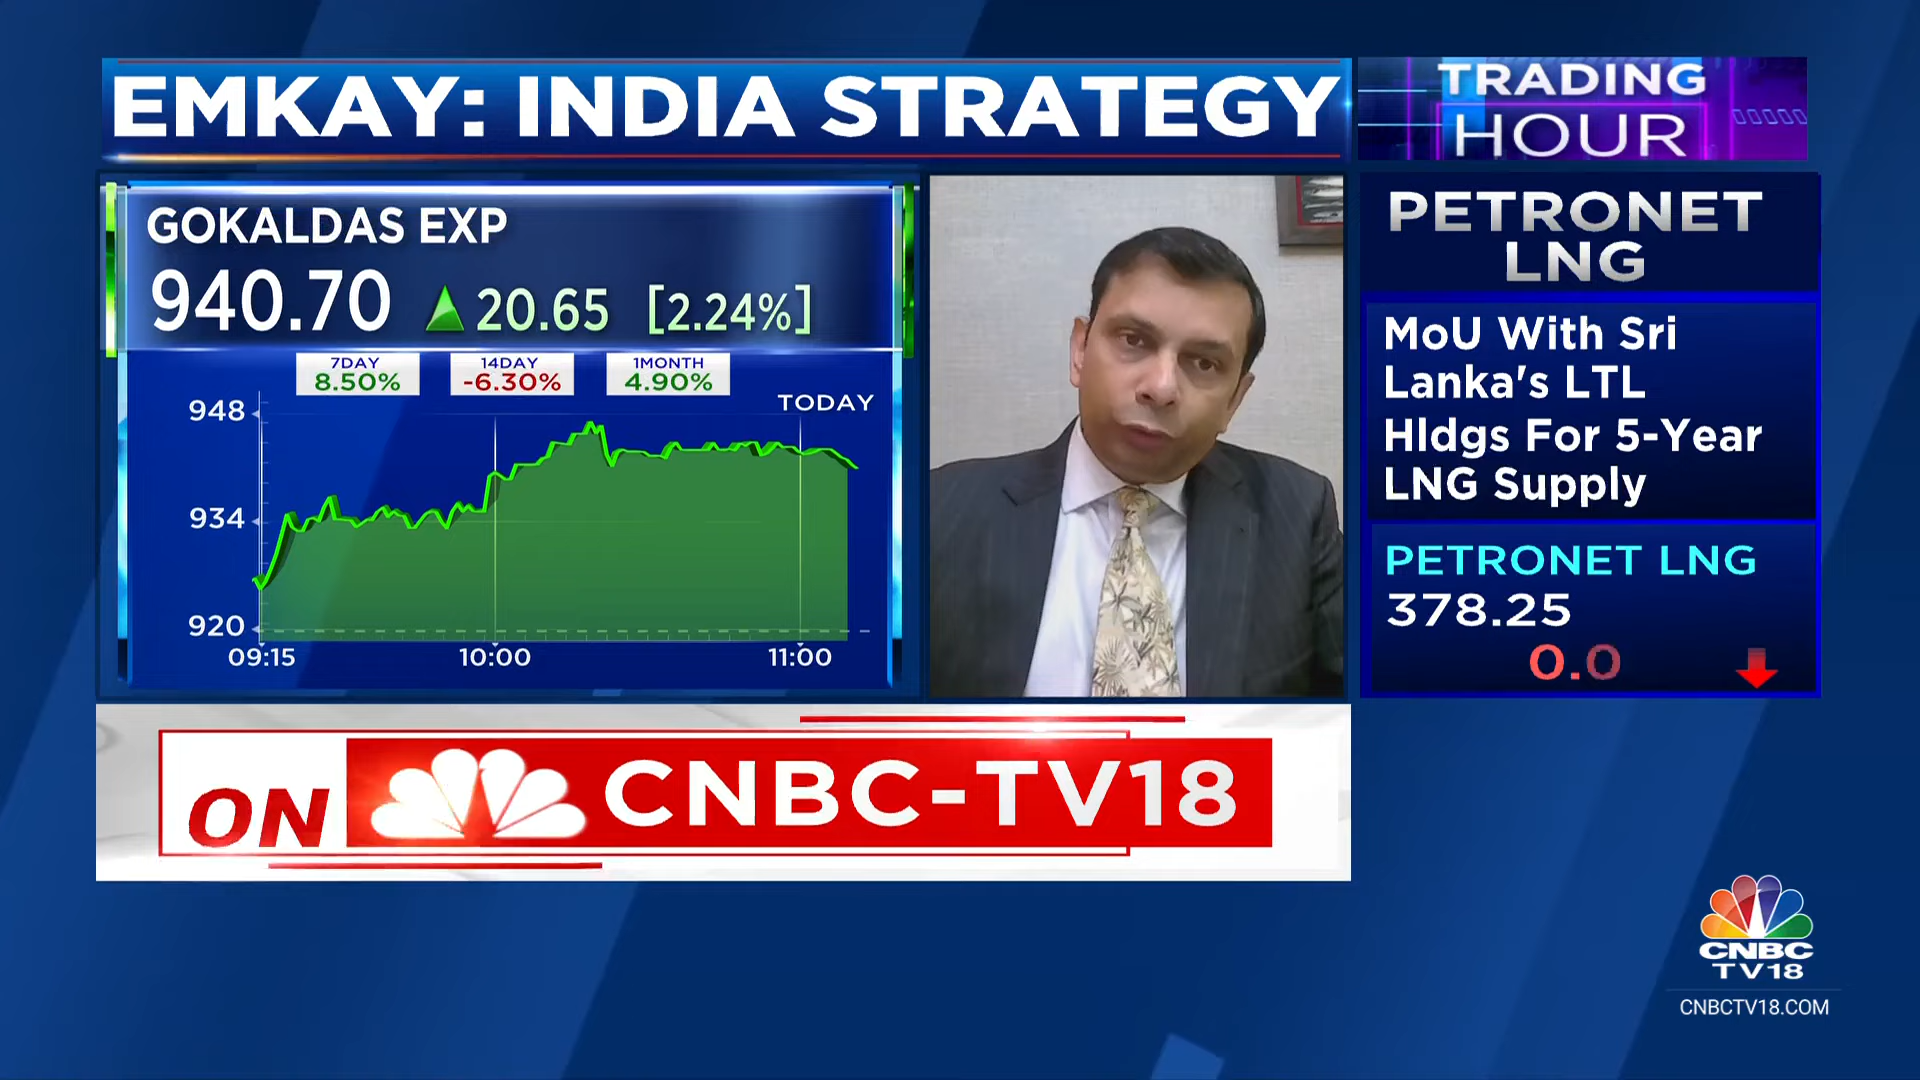 EMKAY: INDIA STRATEGY
TRADING
HOUR
GOKALDAS EXP
940.70 20.65 [2.24%]
7DAY
8.50%
14DAY
-6.30%
1MONTH
4.90%
TODAY
948
934
920
09:15 10:00 11:00
PETRONET
LNG
MoU With Sri
Lanka's LTL
Hldgs For 5-Year
LNG Supply
PETRONET LNG
378.25
0.0
ON CNBC-TV18
CNBC
TV18
CNBCTV18.COM